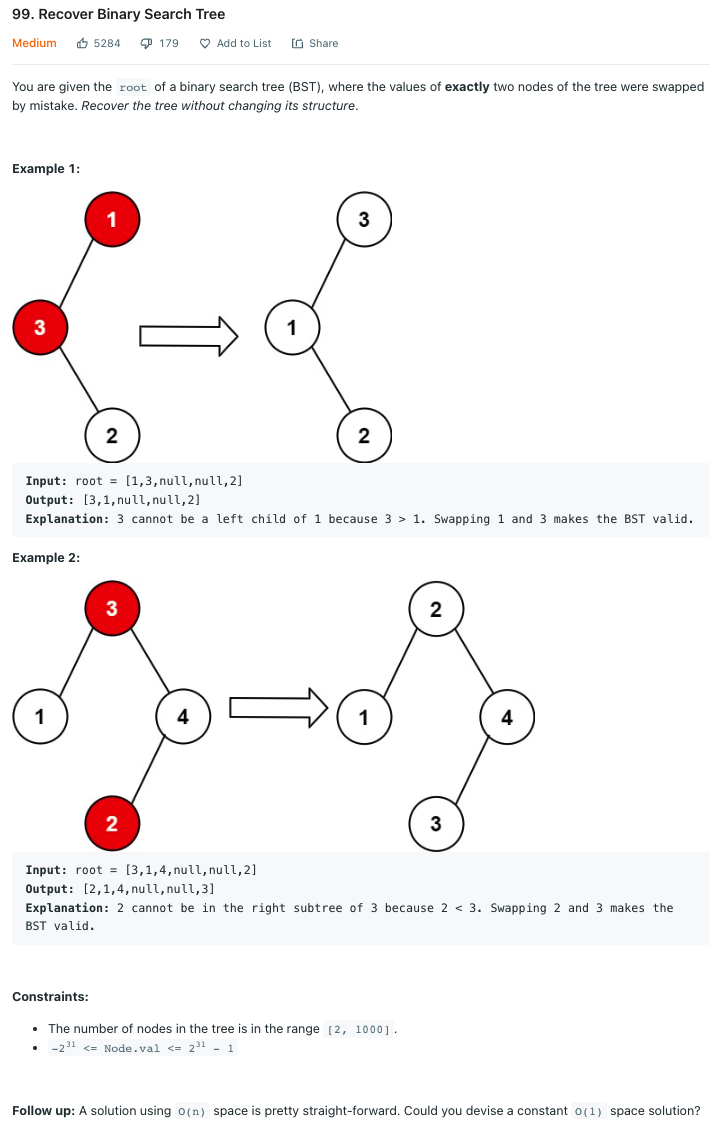 99. Recover Binary Search Tree
Medium 5284 179 Add to List Share
You are given the root of a binary search tree (BST), where the values of exactly two nodes of the tree were swapped
by mistake. Recover the tree without changing its structure.
Example 1:
1
3
3
1
2
2
Input: root = [1,3,null,null,2]
Output: [3,1,null,null,2]
Explanation: 3 cannot be a left child of 1 because 3 > 1. Swapping 1 and 3 makes the BST valid.
Example 2:
3
2
1
4
1
4
2
3
Input: root = [3,1,4,null,null,2]
Output: [2,1,4,null,null,3]
Explanation: 2 cannot be in the right subtree of 3 because 2 < 3. Swapping 2 and 3 makes the
BST valid.
Constraints:
• The number of nodes in the tree is in the range [2, 1000].
• -2³¹ <= Node.val <= 2³¹ - 1
Follow up: A solution using O(n) space is pretty straight-forward. Could you devise a constant O(1) space solution?